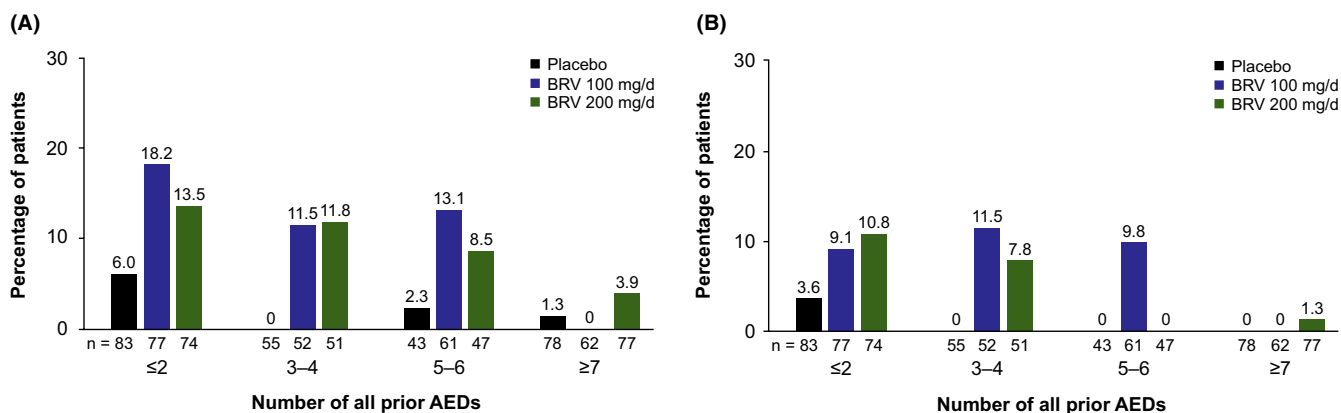 (A)
30
20
10
0
Percentage of patients
Placebo
BRV 100 mg/d
BRV 200 mg/d
6.0 18.2 13.5 0 11.5 11.8 2.3 13.1 8.5 1.3 0 3.9
n = 83 77 74 55 52 51 43 61 47 78 62 77
≤2 3–4 5–6 ≥7
Number of all prior AEDs
(B)
30
20
10
0
Percentage of patients
Placebo
BRV 100 mg/d
BRV 200 mg/d
3.6 9.1 10.8 0 11.5 7.8 0 9.8 0 0 0 1.3
n = 83 77 74 55 52 51 43 61 47 78 62 77
≤2 3–4 5–6 ≥7
Number of all prior AEDs